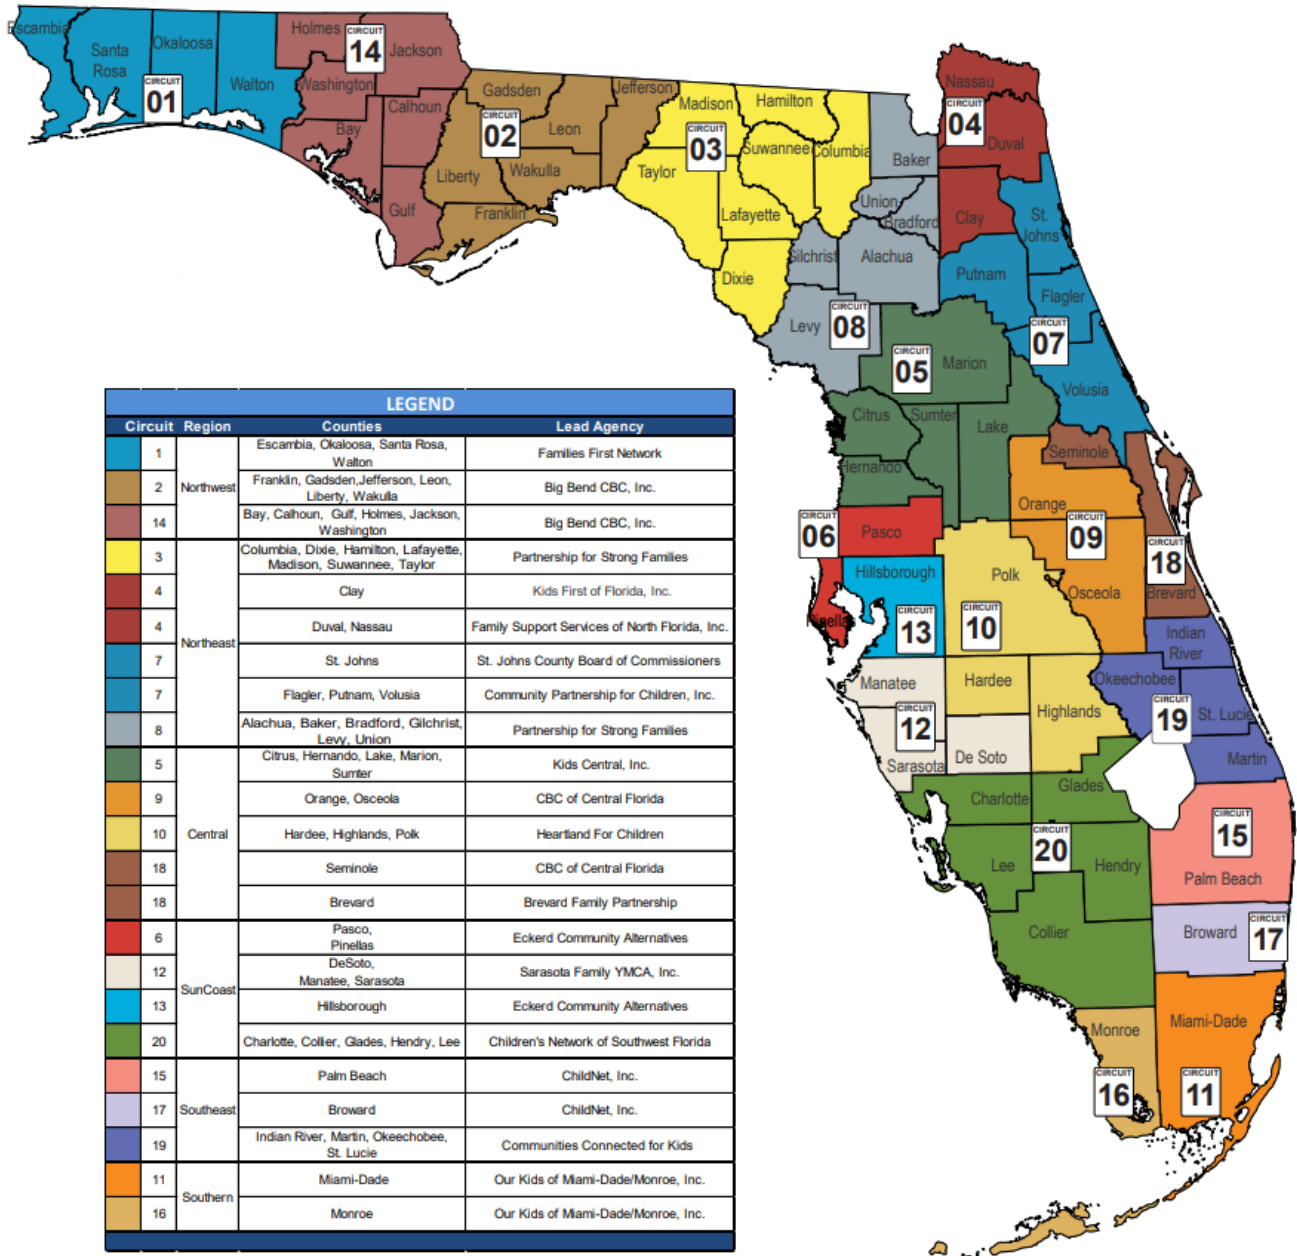 Escambia
Santa
Rosa
Okaloosa
Walton
CIRCUIT
01
Holmes
CIRCUIT
14
Jackson
Washington
Calhoun
Bay
Gulf
Gadsden
CIRCUIT
02
Leon
Jefferson
Liberty
Wakulla
Franklin
Madison
Hamilton
CIRCUIT
03
Suwannee
Columbia
Taylor
Lafayette
Dixie
Nassau
CIRCUIT
04
Duval
Clay
Baker
Union
Bradford
Gilchrist
Alachua
Levy
CIRCUIT
08
St.
Johns
Putnam
Flagler
CIRCUIT
07
Volusia
CIRCUIT
05
Marion
Citrus
Sumter
Lake
Hernando
Seminole
Orange
CIRCUIT
09
Osceola
CIRCUIT
06
Pasco
Pinellas
Hillsborough
CIRCUIT
13
Polk
CIRCUIT
10
CIRCUIT
18
Brevard
Indian
River
Manatee
Hardee
Highlands
Okeechobee
CIRCUIT
12
CIRCUIT
19
St. Lucie
Sarasota
De Soto
Martin
Charlotte
Glades
CIRCUIT
20
Lee
Hendry
CIRCUIT
15
Palm Beach
Collier
Broward
CIRCUIT
17
Monroe
Miami-Dade
CIRCUIT
16
CIRCUIT
11
LEGEND
Circuit Region Counties Lead Agency
1 Escambia, Okaloosa, Santa Rosa,
Walton Families First Network
Northwest
2 Franklin, Gadsden,Jefferson, Leon,
Liberty, Wakulla Big Bend CBC, Inc.
14 Bay, Calhoun, Gulf, Holmes, Jackson,
Washington Big Bend CBC, Inc.
3 Columbia, Dixie, Hamilton, Lafayette,
Madison, Suwannee, Taylor Partnership for Strong Families
4 Clay Kids First of Florida, Inc.
4 Duval, Nassau Family Support Services of North Florida, Inc.
Northeast
7 St. Johns St. Johns County Board of Commissioners
7 Flagler, Putnam, Volusia Community Partnership for Children, Inc.
8 Alachua, Baker, Bradford, Gilchrist,
Levy, Union Partnership for Strong Families
5 Citrus, Hernando, Lake, Marion,
Sumter Kids Central, Inc.
9 Orange, Osceola CBC of Central Florida
10 Central Hardee, Highlands, Polk Heartland For Children
18 Seminole CBC of Central Florida
18 Brevard Brevard Family Partnership
6 Pasco,
Pinellas Eckerd Community Alternatives
12 DeSoto,
Manatee, Sarasota Sarasota Family YMCA, Inc.
SunCoast
13 Hillsborough Eckerd Community Alternatives
20 Charlotte, Collier, Glades, Hendry, Lee Children's Network of Southwest Florida
15 Palm Beach ChildNet, Inc.
17 Southeast Broward ChildNet, Inc.
19 Indian River, Martin, Okeechobee,
St. Lucie Communities Connected for Kids
11 Miami-Dade Our Kids of Miami-Dade/Monroe, Inc.
Southern
16 Monroe Our Kids of Miami-Dade/Monroe, Inc.